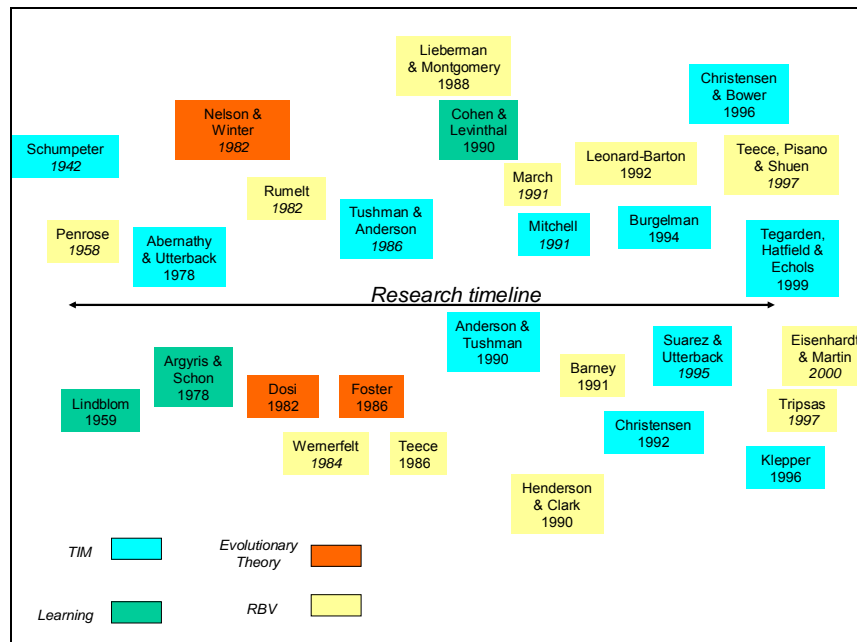 Lieberman
& Montgomery
1988
Christensen
& Bower
1996
Nelson &
Winter
1982
Cohen &
Levinthal
1990
Schumpeter
1942
Leonard-Barton
1992
Teece, Pisano
& Shuen
1997
March
1991
Rumelt
1982
Tushman &
Anderson
1986
Mitchell
1991
Burgelman
1994
Penrose
1958
Abernathy
& Utterback
1978
Tegarden,
Hatfield &
Echols
1999
Research timeline
Anderson &
Tushman
1990
Suarez &
Utterback
1995
Eisenhardt
& Martin
2000
Argyris &
Schon
1978
Barney
1991
Lindblom
1959
Dosi
1982
Foster
1986
Tripsas
1997
Christensen
1992
Wernerfelt
1984
Teece
1986
Klepper
1996
Henderson
& Clark
1990
TIM
Evolutionary
Theory
Learning
RBV